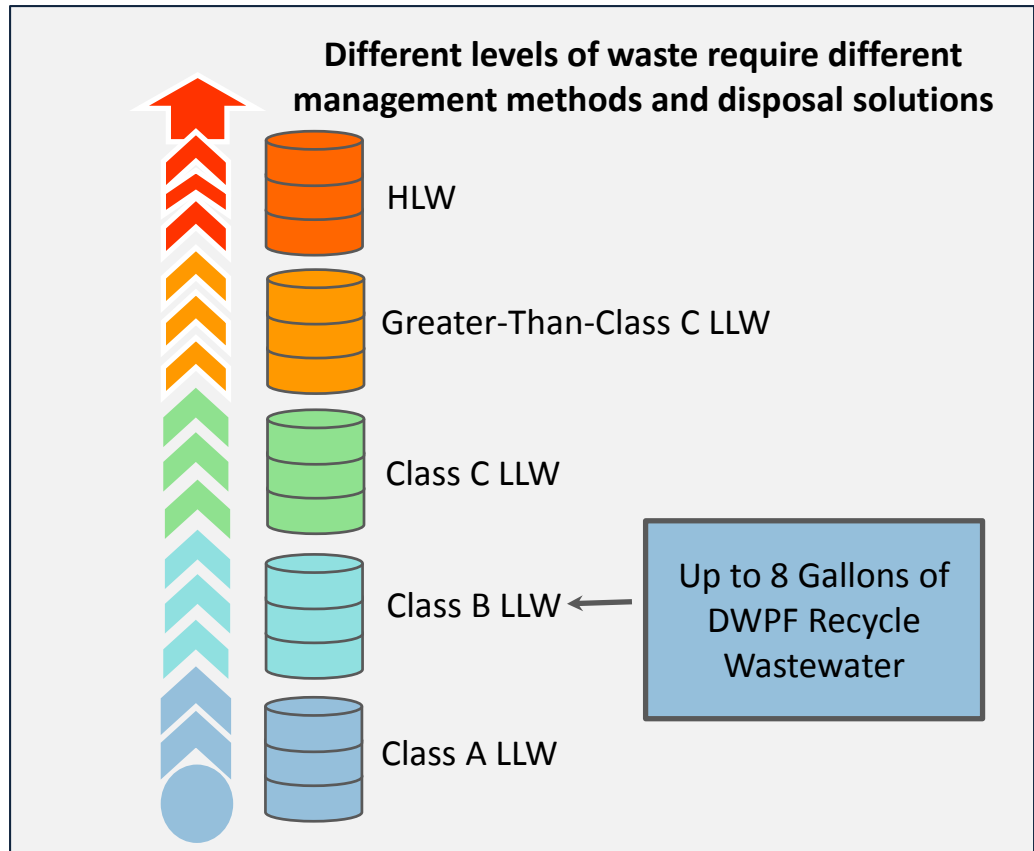 Different levels of waste require different
management methods and disposal solutions
HLW
Greater-Than-Class C LLW
Class C LLW
Class B LLW
Up to 8 Gallons of
DWPF Recycle
Wastewater
Class A LLW